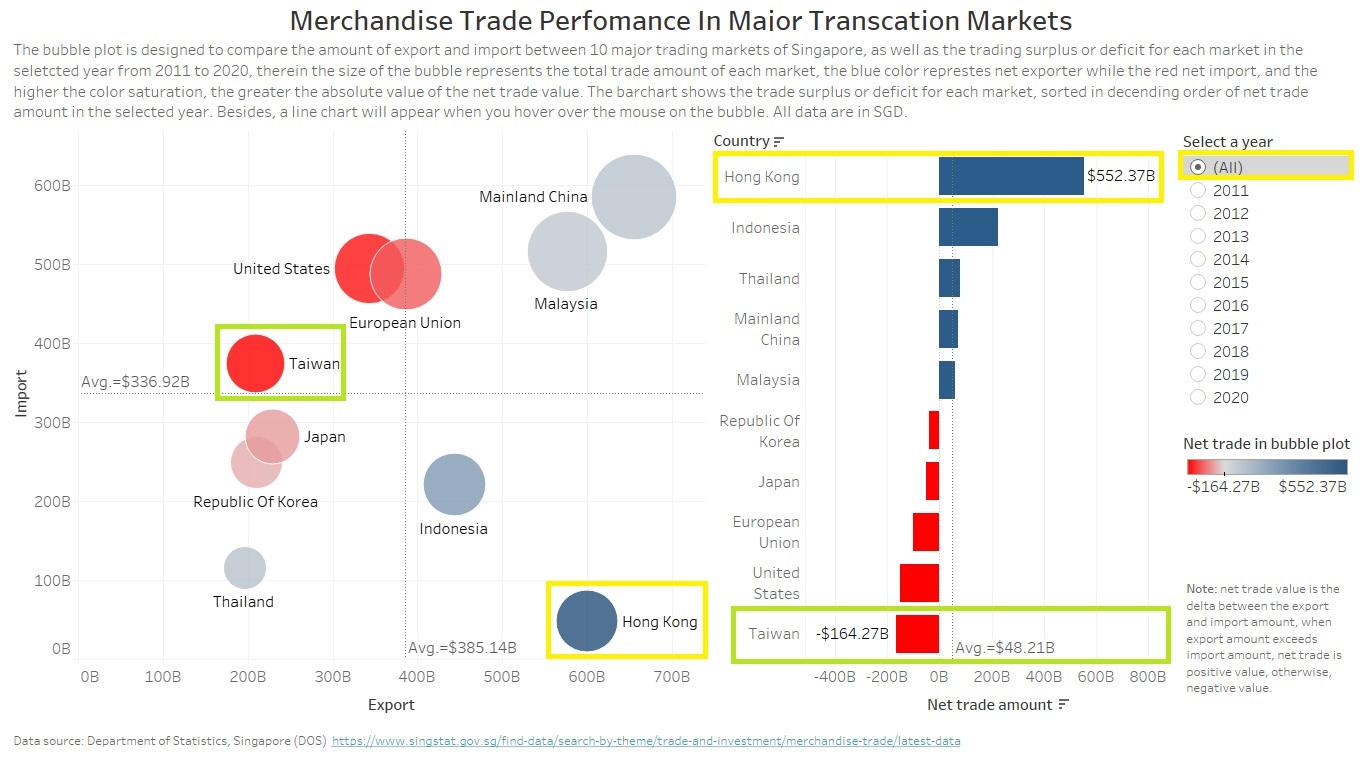 Merchandise Trade Perfomance In Major Transcation Markets
The bubble plot is designed to compare the amount of export and import between 10 major trading markets of Singapore, as well as the trading surplus or deficit for each market in the
seletcted year from 2011 to 2020, therein the size of the bubble represents the total trade amount of each market, the blue color represtes net exporter while the red net import, and the
higher the color saturation, the greater the absolute value of the net trade value. The barchart shows the trade surplus or deficit for each market, sorted in decending order of net trade
amount in the selected year. Besides, a line chart will appear when you hover over the mouse on the bubble. All data are in SGD.
Import
600B
500B
400B
300B
200B
100B
0B
Mainland China
United States
Malaysia
European Union
Taiwan
Avg.=$336.92B
Japan
Republic Of Korea
Indonesia
Thailand
Hong Kong
Avg.=$385.14B
0B
100B
200B
300B
400B
500B
600B
700B
Export
Country
Hong Kong
$552.37B
Indonesia
Thailand
Mainland
China
Malaysia
Republic Of
Korea
Japan
European
Union
United
States
Taiwan
-$164.27B
Avg.=$48.21B
-400B
-200B
0B
200B
400B
600B
800B
Net trade amount
Select a year
(All)
2011
2012
2013
2014
2015
2016
2017
2018
2019
2020
Net trade in bubble plot
-$164.27B
$552.37B
Note: net trade value is the
delta between the export
and import amount, when
export amount exceeds
import amount, net trade is
positive value, otherwise,
negative value.
Data source: Department of Statistics, Singapore (DOS) https://www.singstat.gov.sg/find-data/search-by-theme/trade-and-investment/merchandise-trade/latest-data